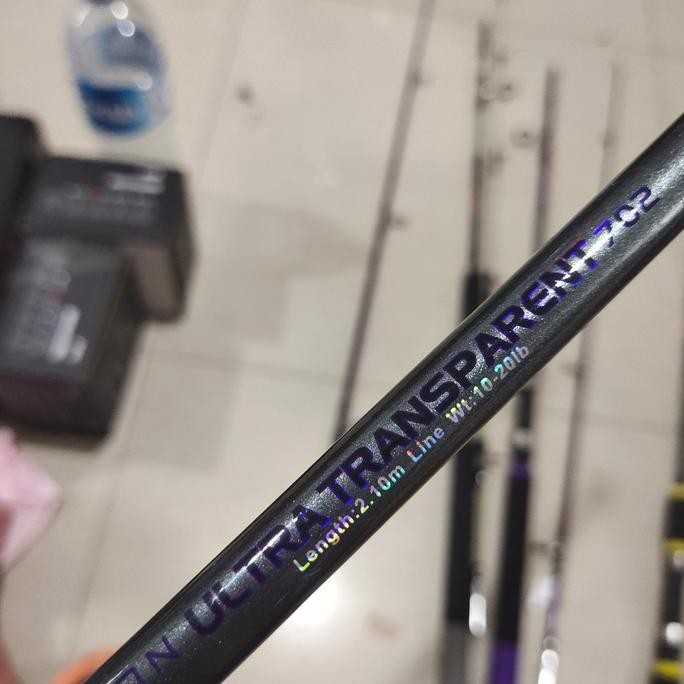 ULTRA TRANSPARENT 702
Length:2.10m Line Wt:10-20lb